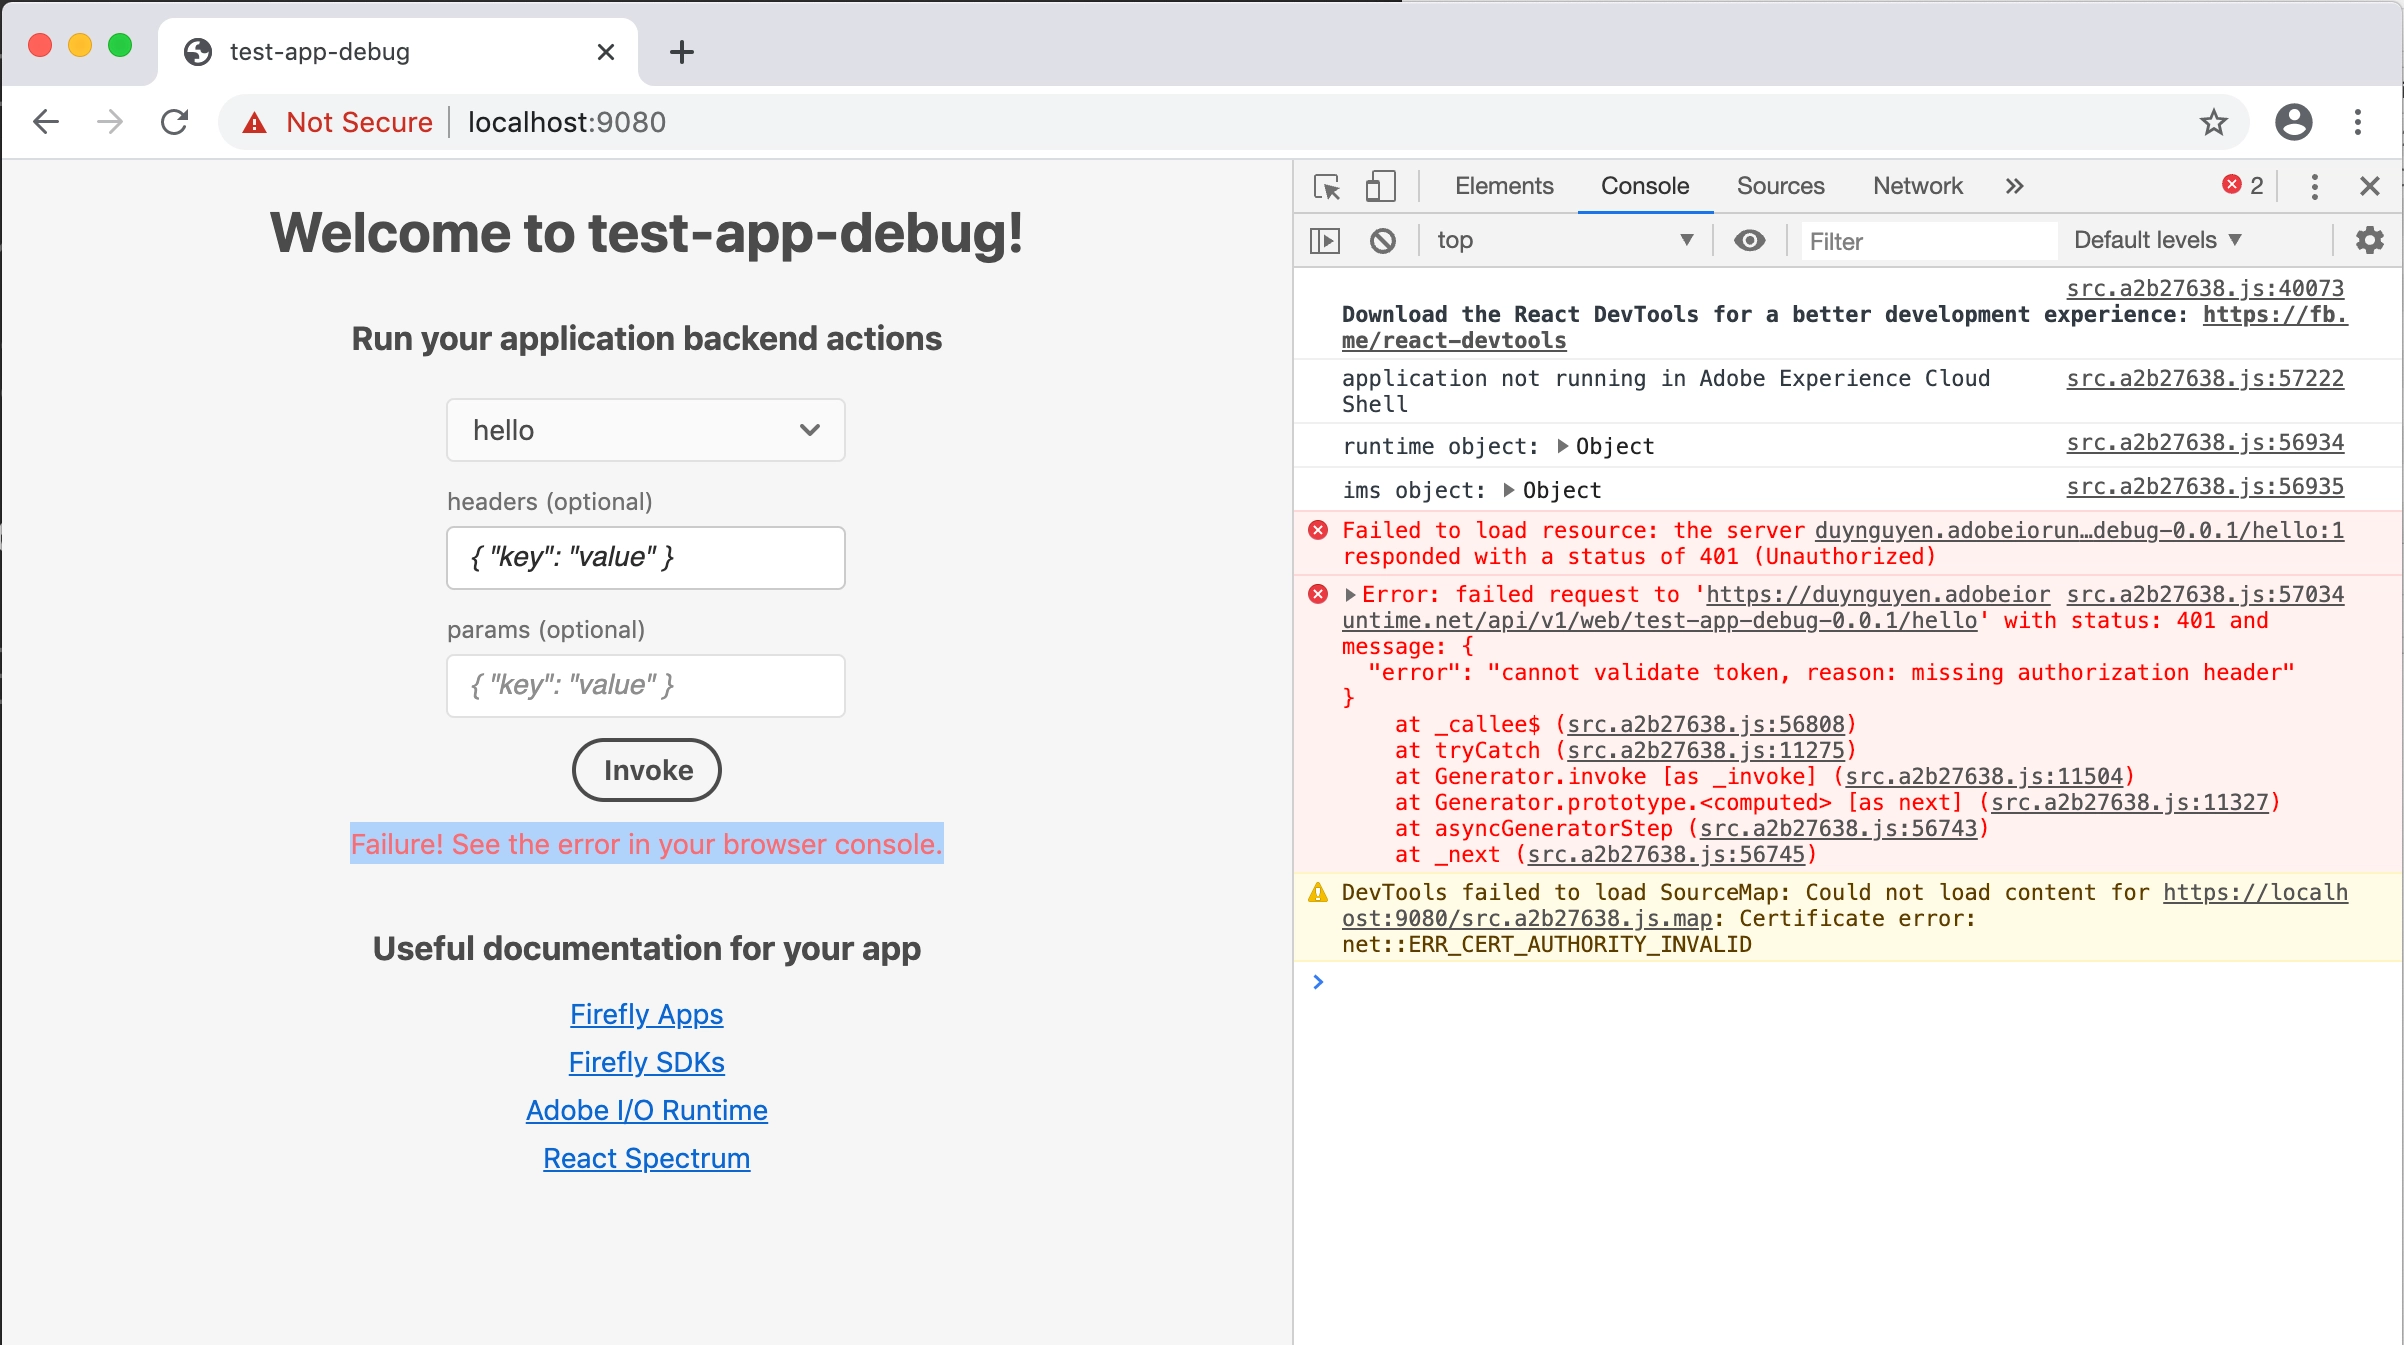 test-app-debug
Not Secure
localhost:9080
Welcome to test-app-debug!
Run your application backend actions
hello
headers (optional)
{ "key": "value" }
params (optional)
{ "key": "value" }
Invoke
Failure! See the error in your browser console.
Useful documentation for your app
Firefly Apps
Firefly SDKs
Adobe I/O Runtime
React Spectrum
Elements Console Sources Network » 2
top Filter Default levels
src.a2b27638.js:40073
Download the React DevTools for a better development experience: https://fb.
me/react-devtools
application not running in Adobe Experience Cloud src.a2b27638.js:57222
Shell
runtime object: Object src.a2b27638.js:56934
ims object: Object src.a2b27638.js:56935
Failed to load resource: the server duynguyen.adobeiorun…debug-0.0.1/hello:1
responded with a status of 401 (Unauthorized)
Error: failed request to 'https://duynguyen.adobeior src.a2b27638.js:57034
untime.net/api/v1/web/test-app-debug-0.0.1/hello' with status: 401 and
message: {
"error": "cannot validate token, reason: missing authorization header"
}
at _callee$ (src.a2b27638.js:56808)
at tryCatch (src.a2b27638.js:11275)
at Generator.invoke [as _invoke] (src.a2b27638.js:11504)
at Generator.prototype.<computed> [as next] (src.a2b27638.js:11327)
at asyncGeneratorStep (src.a2b27638.js:56743)
at _next (src.a2b27638.js:56745)
DevTools failed to load SourceMap: Could not load content for https://localh
ost:9080/src.a2b27638.js.map: Certificate error:
net::ERR_CERT_AUTHORITY_INVALID